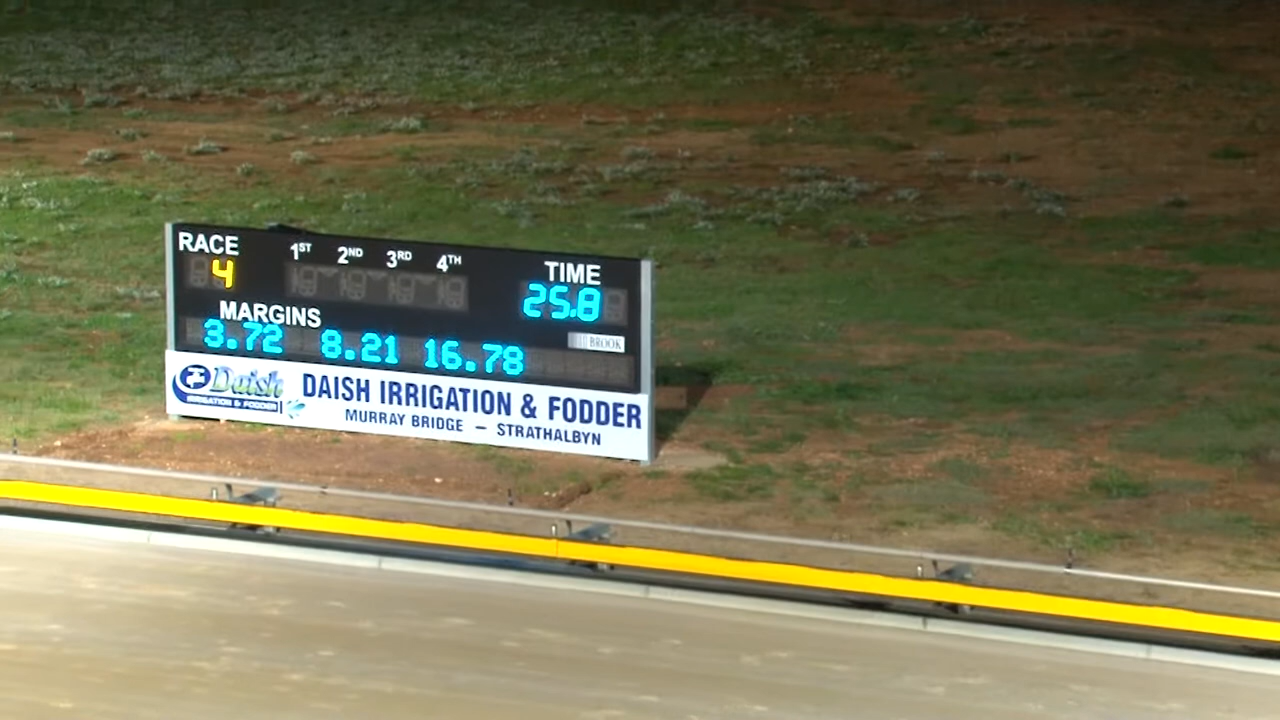 RACE 1ST 2ND 3RD 4TH TIME
4 25.8
MARGINS
3.72 8.21 16.78
BROOK
Daish
IRRIGATION & FODDER
DAISH IRRIGATION & FODDER
MURRAY BRIDGE – STRATHALBYN